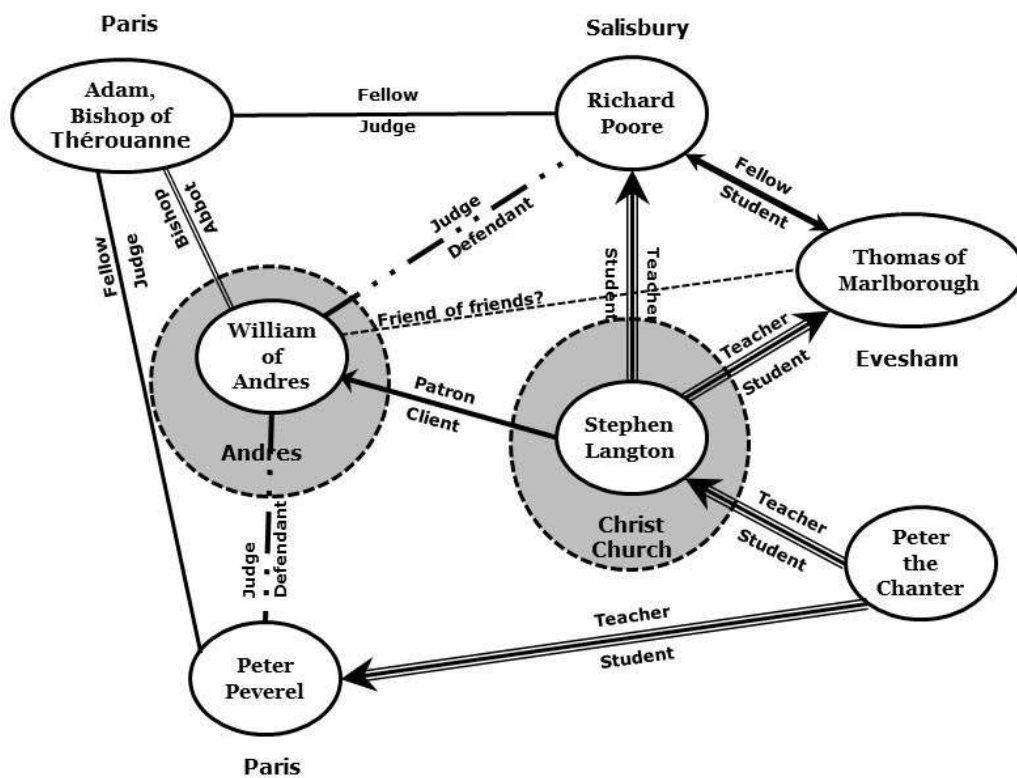 Paris
Salisbury
Adam,
Bishop of
Thérouanne
Fellow
Judge
Richard
Poore
Fellow
Student
Bishop
Abbot
Judge
Defendant
Fellow
Judge
Student
Teacher
Thomas of
Marlborough
Friend of friends?
William
of
Andres
Teacher
Student
Evesham
Patron
Client
Stephen
Langton
Andres
Teacher
Student
Christ
Church
Peter
the
Chanter
Judge
Defendant
Teacher
Student
Peter
Peverel
Paris